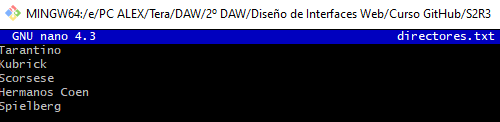 MINGW64:/e/PC ALEX/Tera/DAW/2º DAW/Diseño de Interfaces Web/Curso GitHub/S2R3
GNU nano 4.3 directores.txt
Tarantino
Kubrick
Scorsese
Hermanos Coen
Spielberg